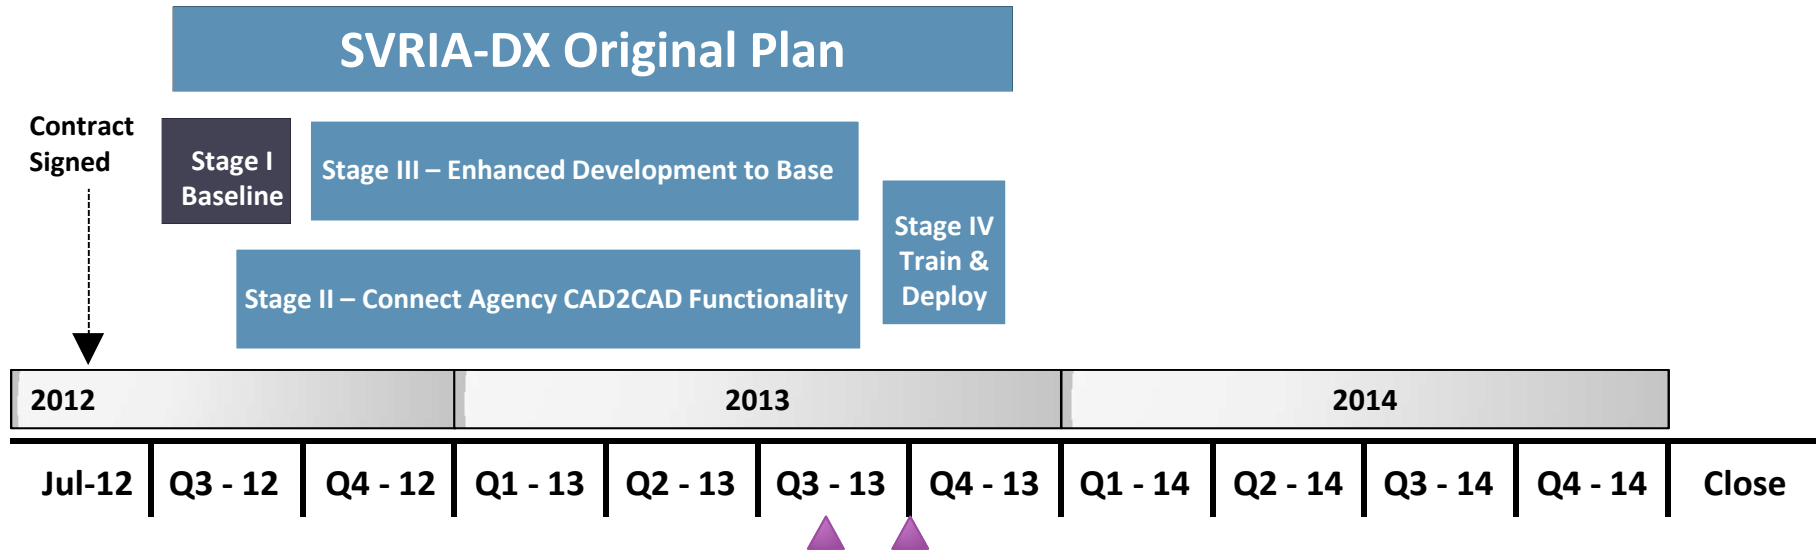 SVRIA-DX Original Plan
Contract
Signed
Stage I
Baseline
Stage III – Enhanced Development to Base
Stage IV
Train &
Deploy
Stage II – Connect Agency CAD2CAD Functionality
2012
2013
2014
Jul-12
Q3 - 12
Q4 - 12
Q1 - 13
Q2 - 13
Q3 - 13
Q4 - 13
Q1 - 14
Q2 - 14
Q3 - 14
Q4 - 14
Close